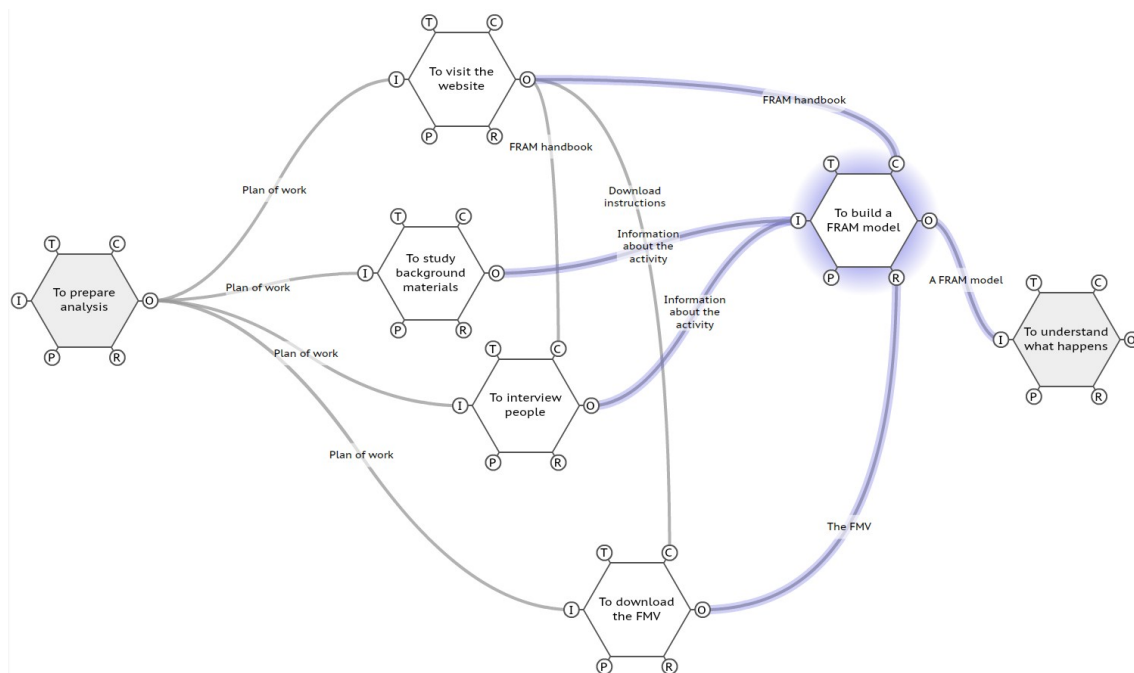 T
C
To visit the
website
I
O
P
R
FRAM handbook
FRAM handbook
Download
instructions
Plan of work
T
C
To build a
FRAM model
I
O
P
R
T
C
To study
background
materials
I
O
P
R
Information
about the
activity
Plan of work
T
C
To prepare
analysis
I
O
P
R
Information
about the
activity
A FRAM model
T
C
To understand
what happens
I
O
P
R
Plan of work
T
C
To interview
people
I
O
P
R
Plan of work
The FMV
T
C
To download
the FMV
I
O
P
R